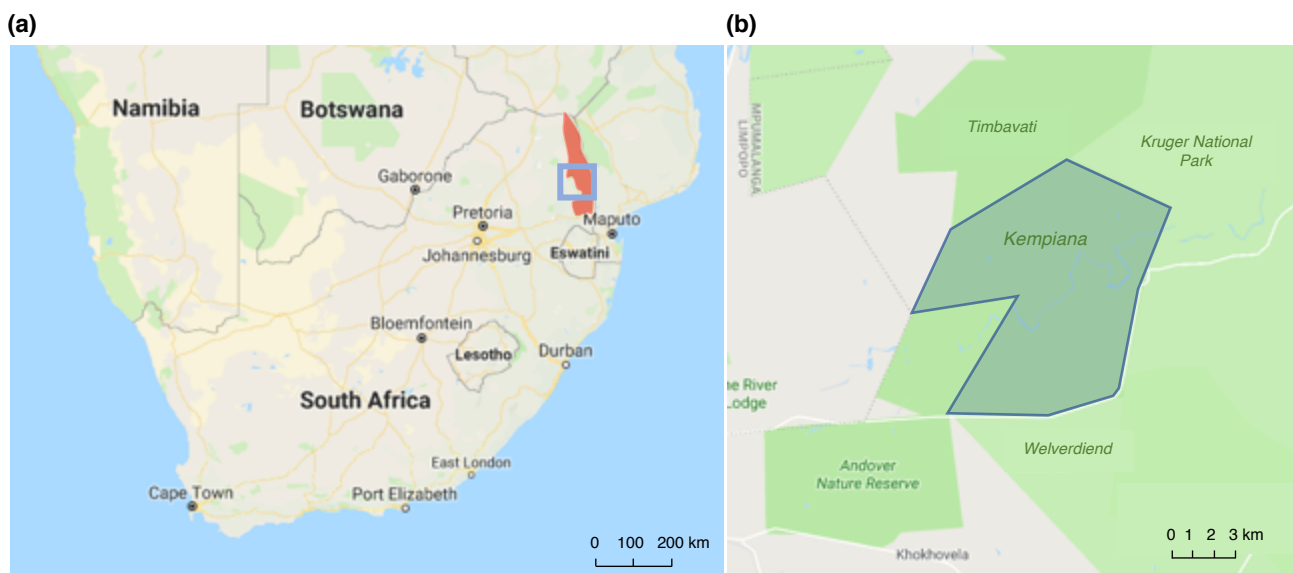 (a)
Namibia
Botswana
Gaborone
Pretoria
Johannesburg
Maputo
Eswatini
Bloemfontein
Lesotho
Durban
South Africa
East London
Cape Town
Port Elizabeth
0 100 200 km
(b)
MPUMALANGA
LIMPOPO
Timbavati
Kruger National
Park
Kempiana
ne River
Lodge
Welverdiend
Andover
Nature Reserve
Khokhovela
0 1 2 3 km